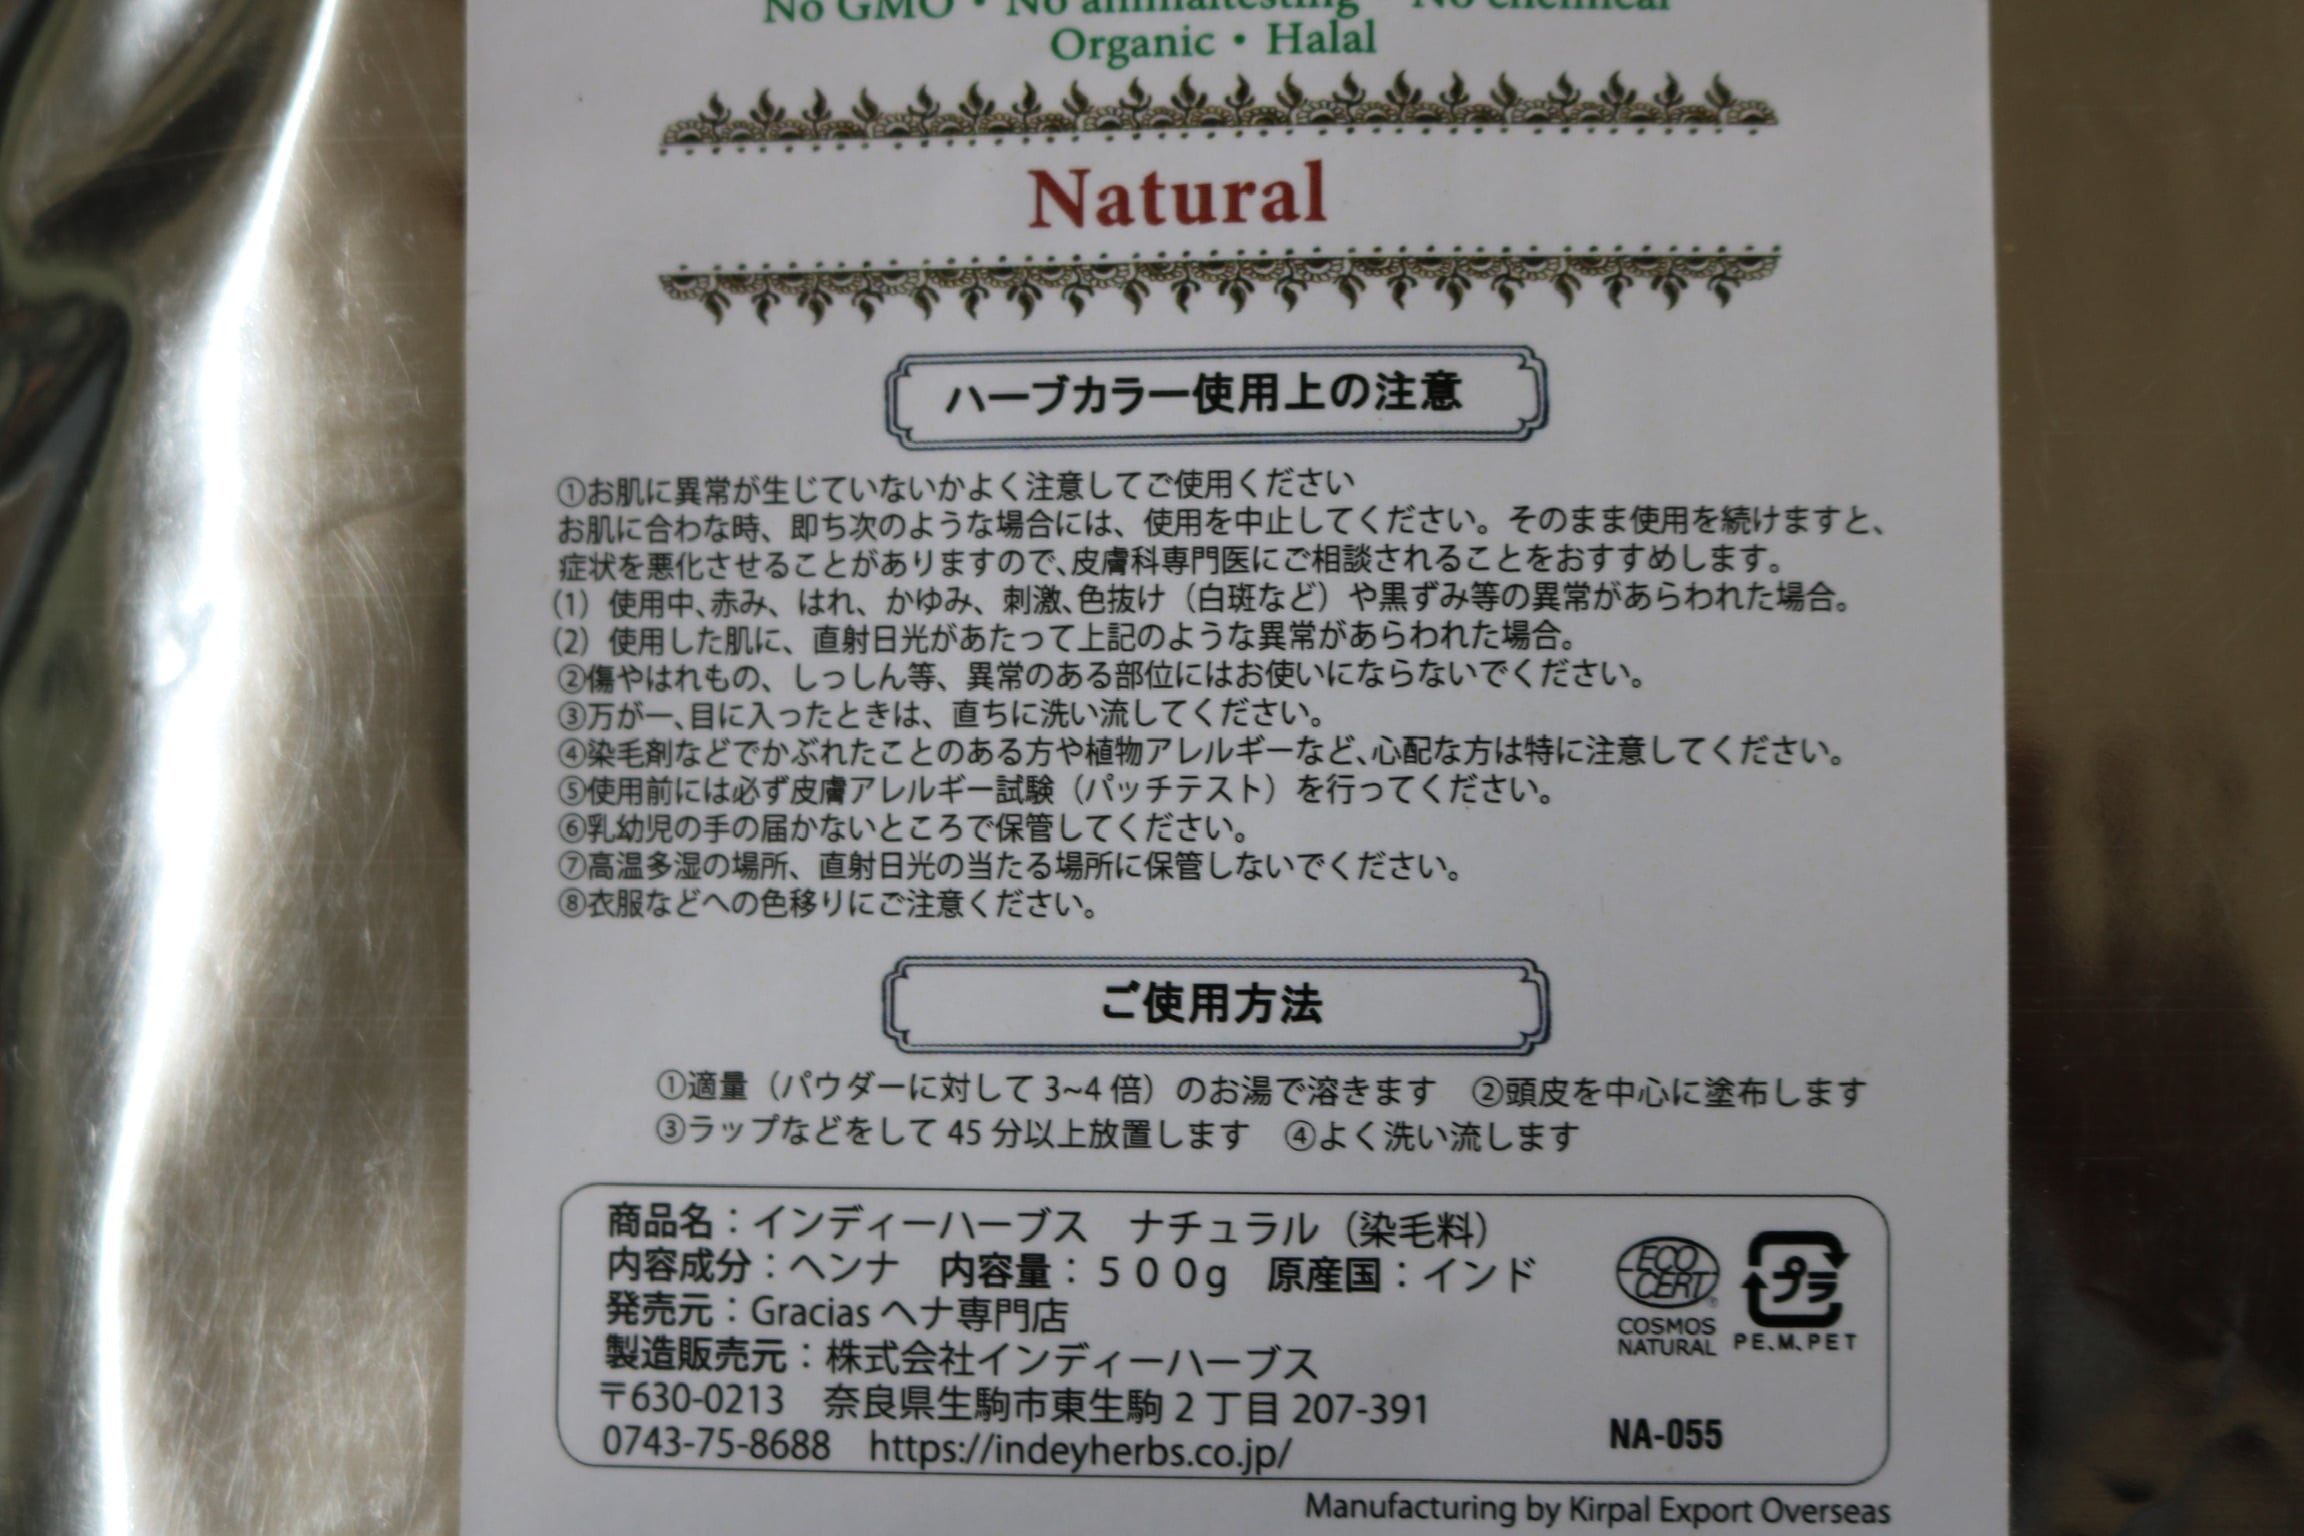 No GMO・No animaltesting・No chemical
Organic・Halal
Natural
ハーブカラー使用上の注意
①お肌に異常が生じていないかよく注意してご使用ください
お肌に合わな時、即ち次のような場合には、使用を中止してください。そのまま使用を続けますと、
症状を悪化させることがありますので、皮膚科専門医にご相談されることをおすすめします。
(1) 使用中、赤み、はれ、かゆみ、刺激、色抜け（白斑など）や黒ずみ等の異常があらわれた場合。
(2) 使用した肌に、直射日光があたって上記のような異常があらわれた場合。
②傷やはれもの、しっしん等、異常のある部位にはお使いにならないでください。
③万が一、目に入ったときは、直ちに洗い流してください。
④染毛剤などでかぶれたことのある方や植物アレルギーなど、心配な方は特に注意してください。
⑤使用前には必ず皮膚アレルギー試験（パッチテスト）を行ってください。
⑥乳幼児の手の届かないところで保管してください。
⑦高温多湿の場所、直射日光の当たる場所に保管しないでください。
⑧衣服などへの色移りにご注意ください。
ご使用方法
①適量（パウダーに対して 3~4 倍）のお湯で溶きます　②頭皮を中心に塗布します
③ラップなどをして 45 分以上放置します　④よく洗い流します
商品名：インディーハーブス　ナチュラル（染毛料）
内容成分：ヘンナ　内容量：５００g　原産国：インド
発売元：Gracias ヘナ専門店
製造販売元：株式会社インディーハーブス
〒630-0213　奈良県生駒市東生駒 2 丁目 207-391
0743-75-8688　https://indeyherbs.co.jp/
ECO
CERT
COSMOS
NATURAL
プラ
PE.M.PET
NA-055
Manufacturing by Kirpal Export Overseas